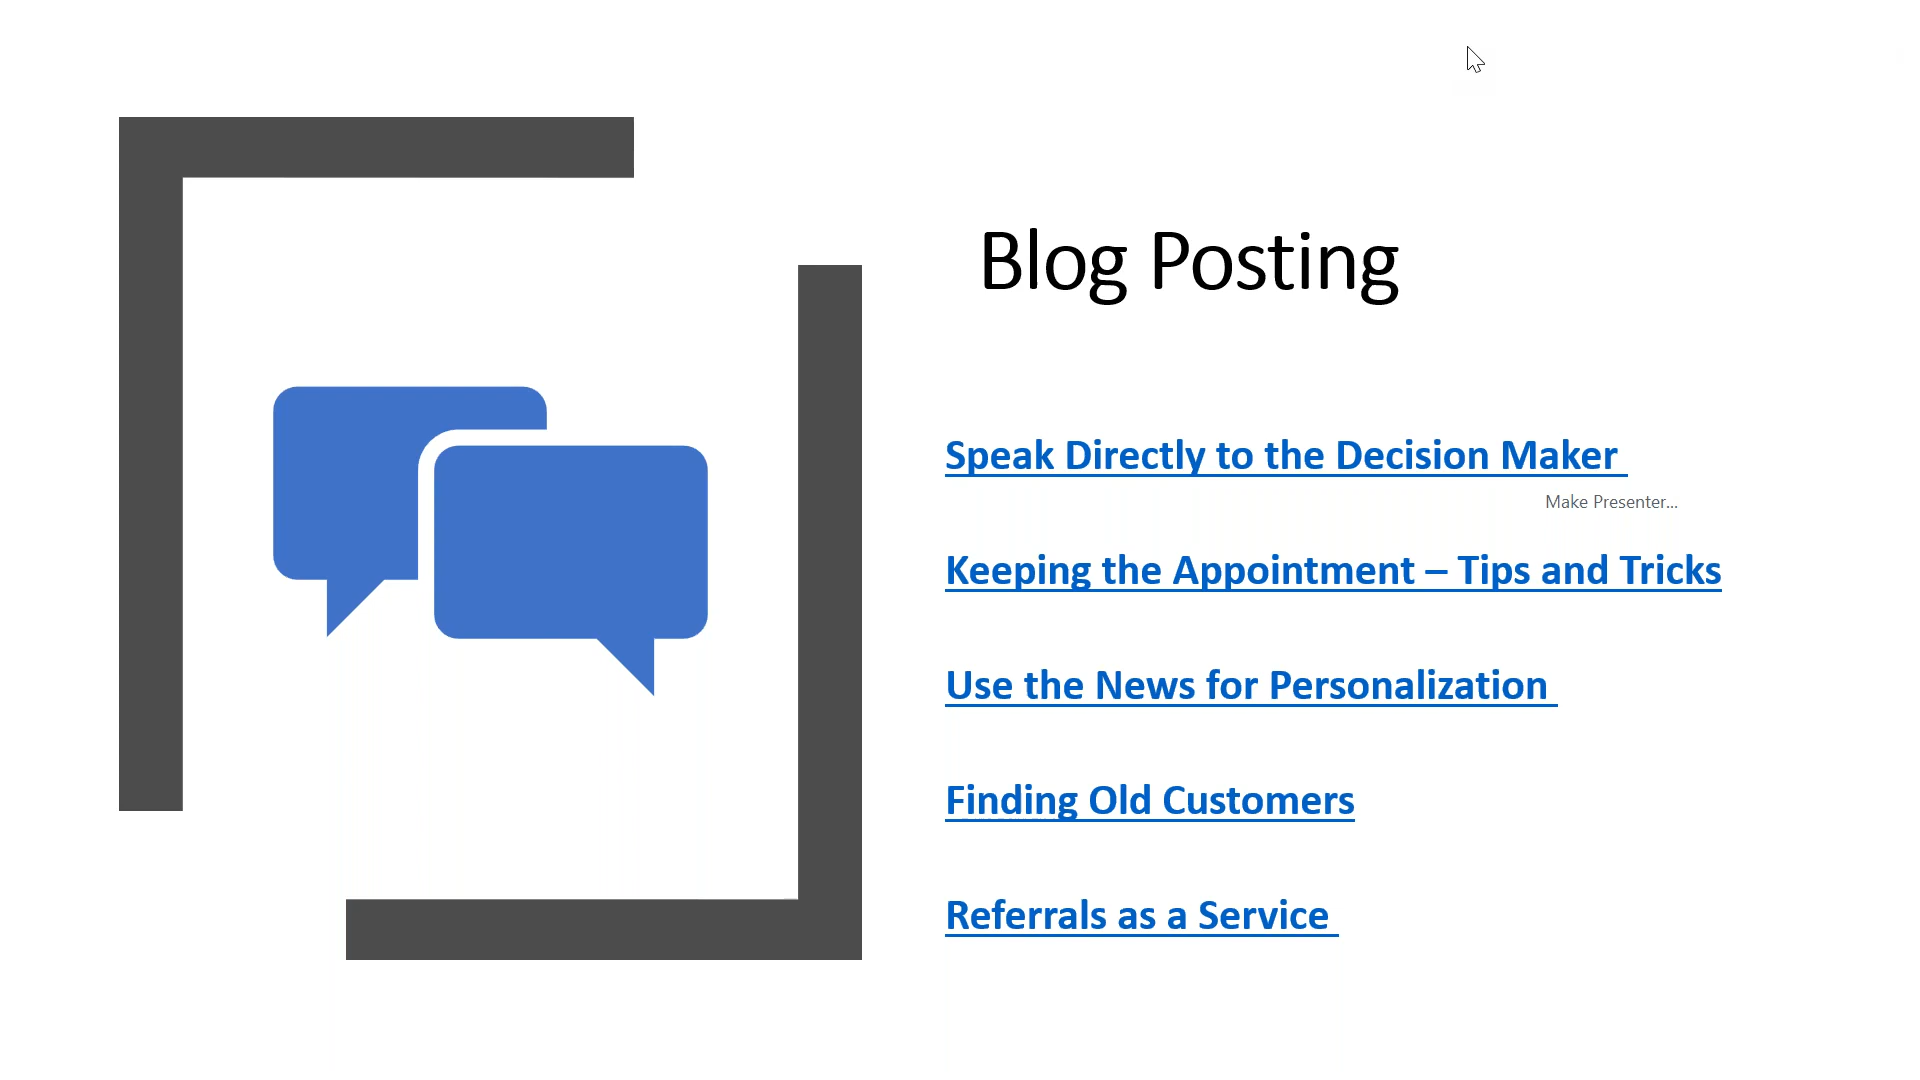 Blog Posting
Speak Directly to the Decision Maker
Make Presenter...
Keeping the Appointment – Tips and Tricks
Use the News for Personalization
Finding Old Customers
Referrals as a Service